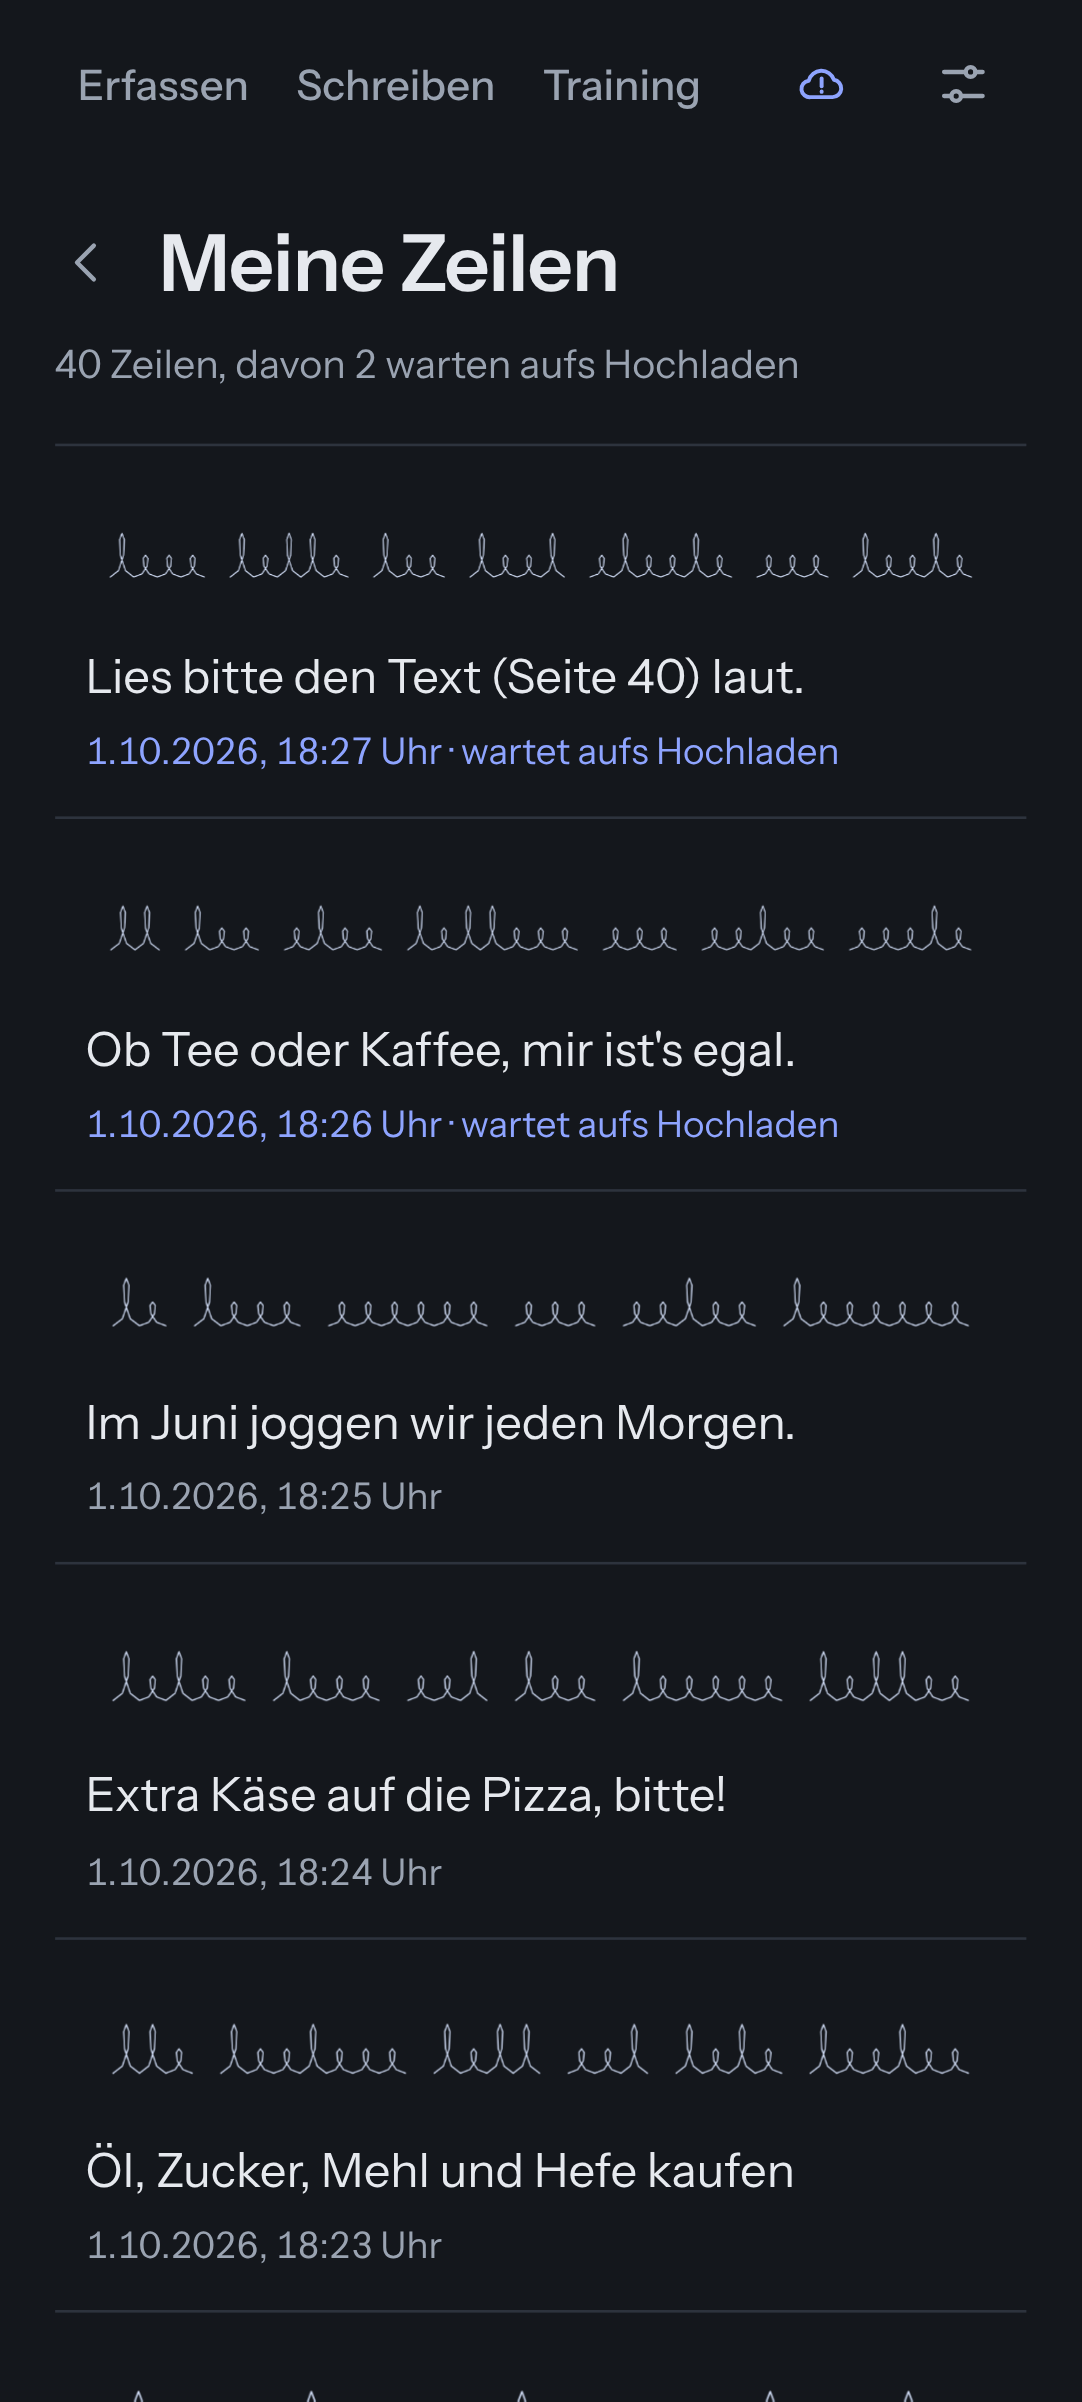 Erfassen Schreiben Training
Meine Zeilen
40 Zeilen, davon 2 warten aufs Hochladen
Lies bitte den Text (Seite 40) laut.
1.10.2026, 18:27 Uhr · wartet aufs Hochladen
Ob Tee oder Kaffee, mir ist's egal.
1.10.2026, 18:26 Uhr · wartet aufs Hochladen
Im Juni joggen wir jeden Morgen.
1.10.2026, 18:25 Uhr
Extra Käse auf die Pizza, bitte!
1.10.2026, 18:24 Uhr
Öl, Zucker, Mehl und Hefe kaufen
1.10.2026, 18:23 Uhr